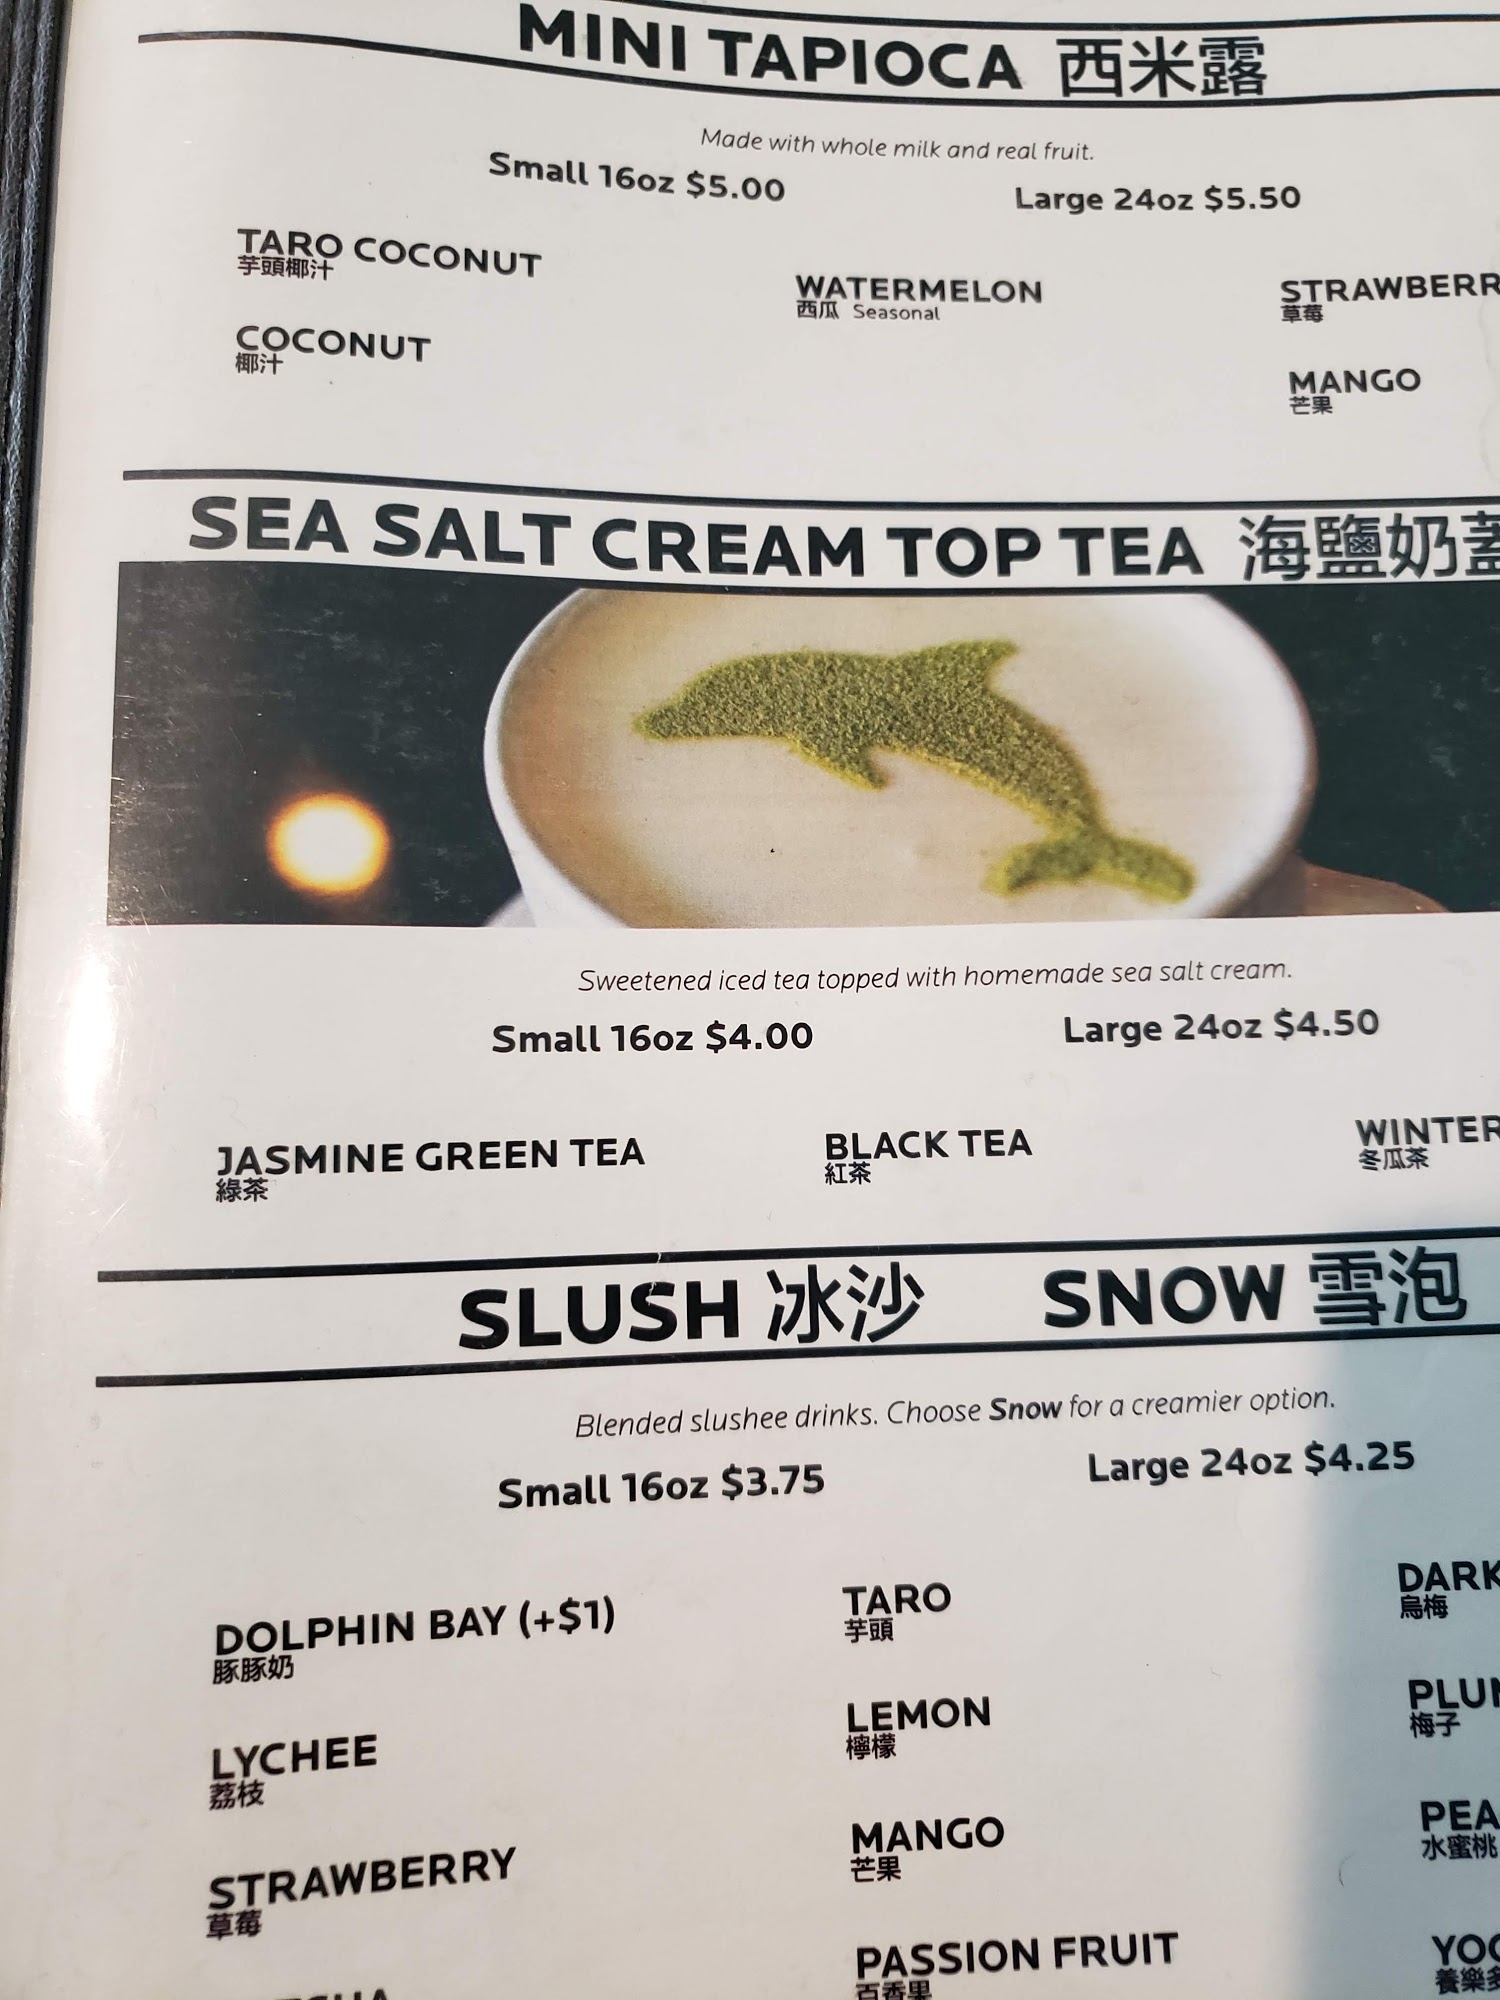 MINI TAPIOCA 西米露
Made with whole milk and real fruit.
Small 16oz $5.00 Large 24oz $5.50
TARO COCONUT
芋頭椰汁
WATERMELON
西瓜 Seasonal
STRAWBERR
草莓
COCONUT
椰汁
MANGO
芒果
SEA SALT CREAM TOP TEA 海鹽奶蓋
Sweetened iced tea topped with homemade sea salt cream.
Small 16oz $4.00 Large 24oz $4.50
JASMINE GREEN TEA
綠茶
BLACK TEA
紅茶
WINTER
冬瓜茶
SLUSH 冰沙 SNOW 雪泡
Blended slushee drinks. Choose Snow for a creamier option.
Small 16oz $3.75 Large 24oz $4.25
DOLPHIN BAY (+$1)
豚豚奶
TARO
芋頭
DARK
烏梅
LYCHEE
荔枝
LEMON
檸檬
PLU
梅子
STRAWBERRY
草莓
MANGO
芒果
PEA
水蜜桃
PASSION FRUIT
百香果
YO
養樂多